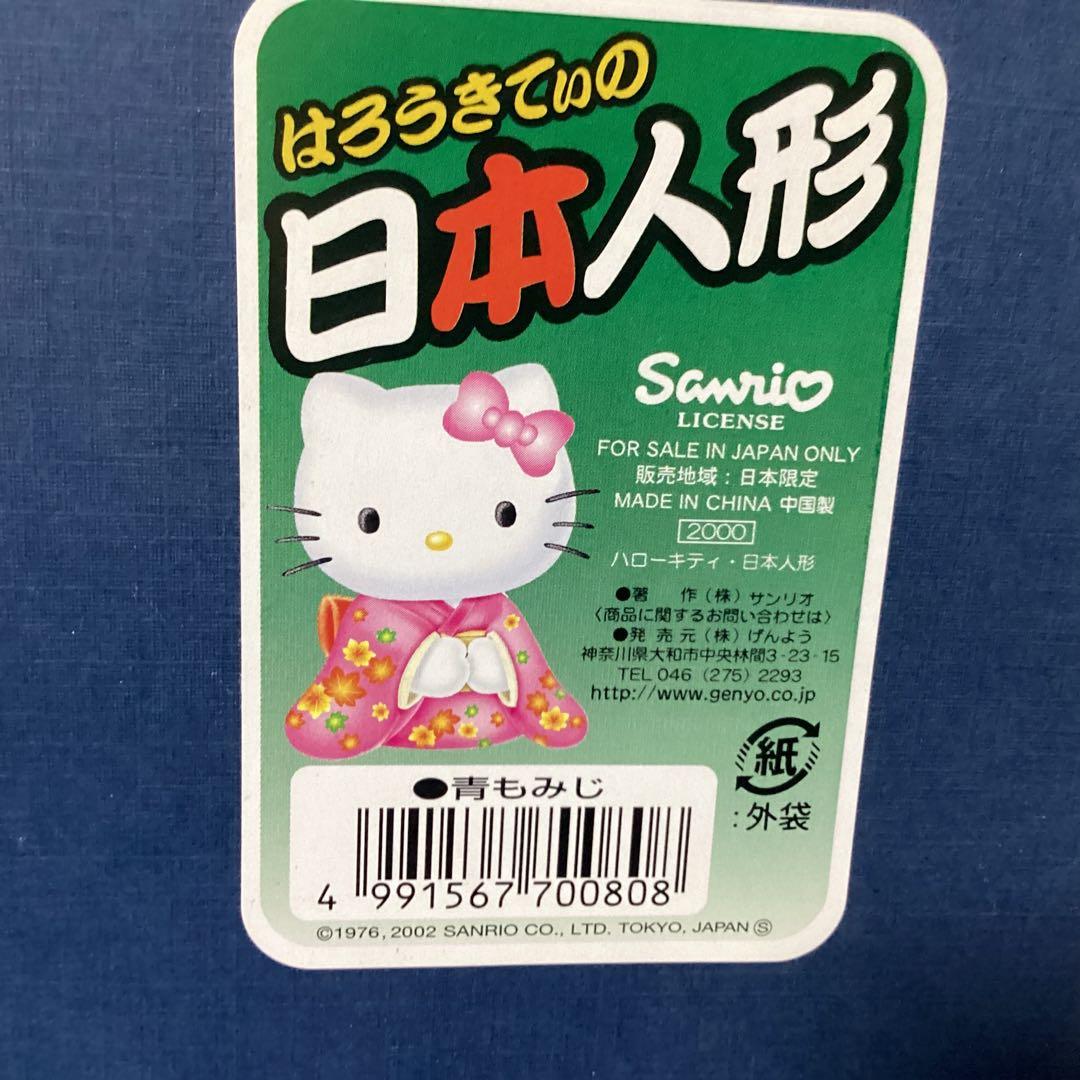 はろうきてぃの
日本人形
Sanrio
LICENSE
FOR SALE IN JAPAN ONLY
販売地域：日本限定
MADE IN CHINA 中国製
2000
ハローキティ・日本人形
●著　作（株）サンリオ
〈商品に関するお問い合わせは〉
●発売元（株）げんよう
神奈川県大和市中央林間3-23-15
TEL 046（275）2293
http://www.genyo.co.jp
紙
：外袋
●青もみじ
4 991567 700808
©1976, 2002 SANRIO CO., LTD. TOKYO, JAPAN Ⓢ